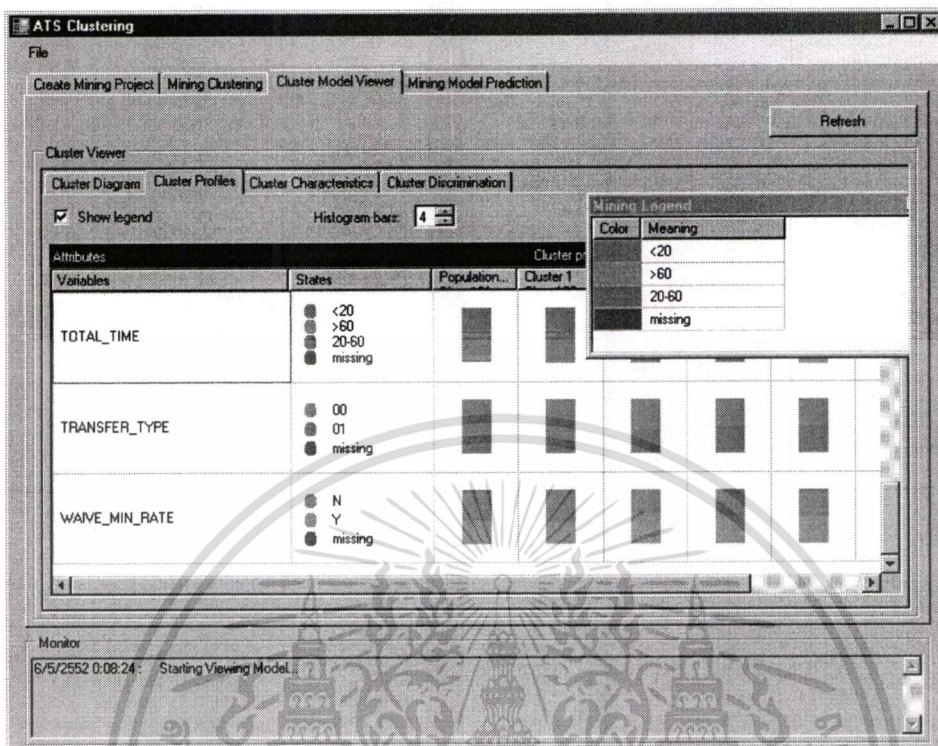 ATS Clustering
File
Create Mining Project Mining Clustering Cluster Model Viewer Mining Model Prediction
Refresh
Cluster Viewer
Cluster Diagram Cluster Profiles Cluster Characteristics Cluster Discrimination
Show legend Histogram bars: 4
Mining Legend
Color Meaning
<20
>60
20-60
missing
Attributes Cluster
Variables States Population... Cluster 1
TOTAL_TIME
<20
>60
20-60
missing
TRANSFER_TYPE
00
01
missing
WAIVE_MIN_RATE
N
Y
missing
Monitor
6/5/2552 0:08:24 : Starting Viewing Model...